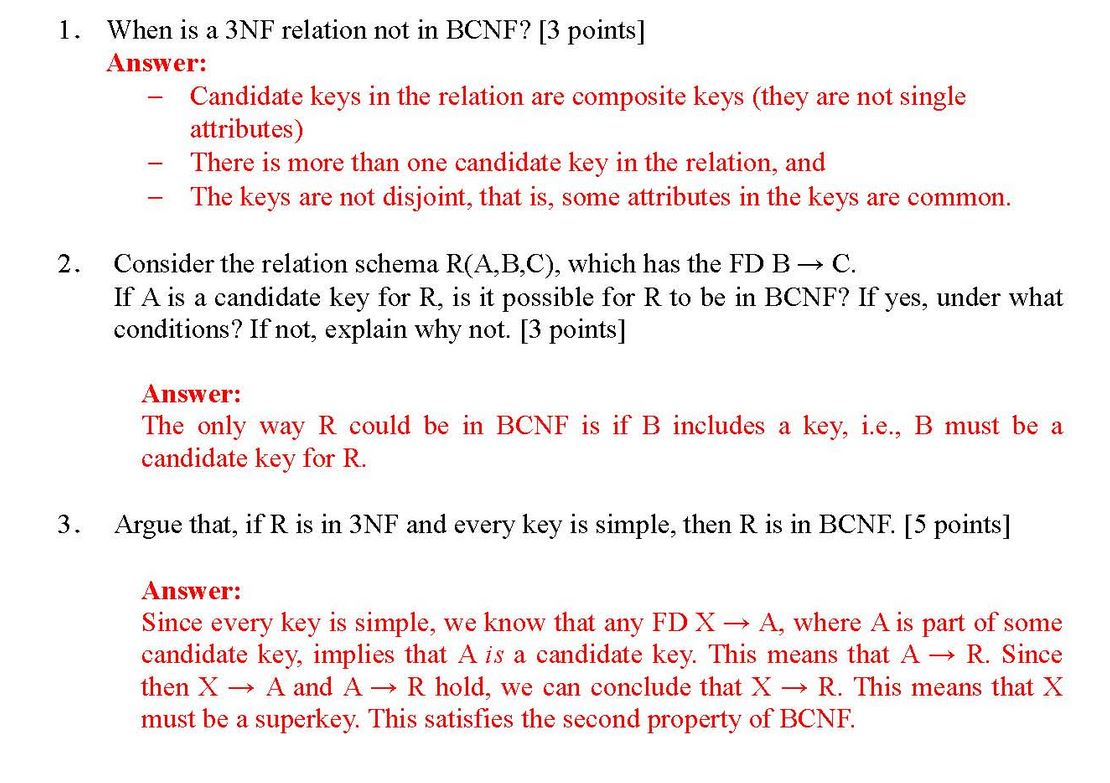 1. When is a 3NF relation not in BCNF? [3 points]
Answer:
– Candidate keys in the relation are composite keys (they are not single
attributes)
– There is more than one candidate key in the relation, and
– The keys are not disjoint, that is, some attributes in the keys are common.
2. Consider the relation schema R(A,B,C), which has the FD B → C.
If A is a candidate key for R, is it possible for R to be in BCNF? If yes, under what
conditions? If not, explain why not. [3 points]
Answer:
The only way R could be in BCNF is if B includes a key, i.e., B must be a
candidate key for R.
3. Argue that, if R is in 3NF and every key is simple, then R is in BCNF. [5 points]
Answer:
Since every key is simple, we know that any FD X → A, where A is part of some
candidate key, implies that A is a candidate key. This means that A → R. Since
then X → A and A → R hold, we can conclude that X → R. This means that X
must be a superkey. This satisfies the second property of BCNF.